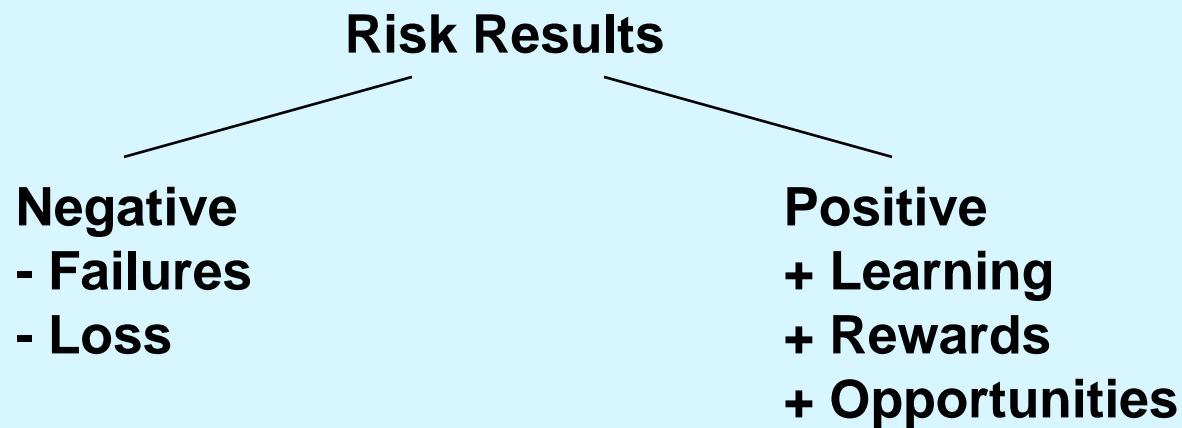 Risk Results
Negative
- Failures
- Loss
Positive
+ Learning
+ Rewards
+ Opportunities